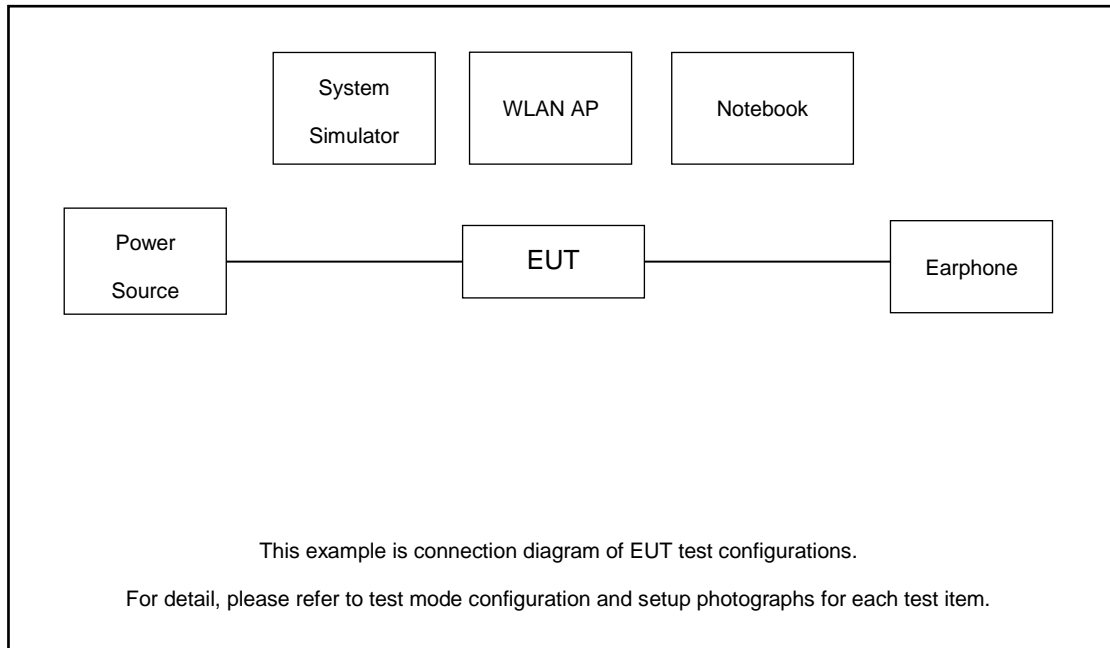 System
Simulator
WLAN AP
Notebook
Power
Source
EUT
Earphone
This example is connection diagram of EUT test configurations.
For detail, please refer to test mode configuration and setup photographs for each test item.